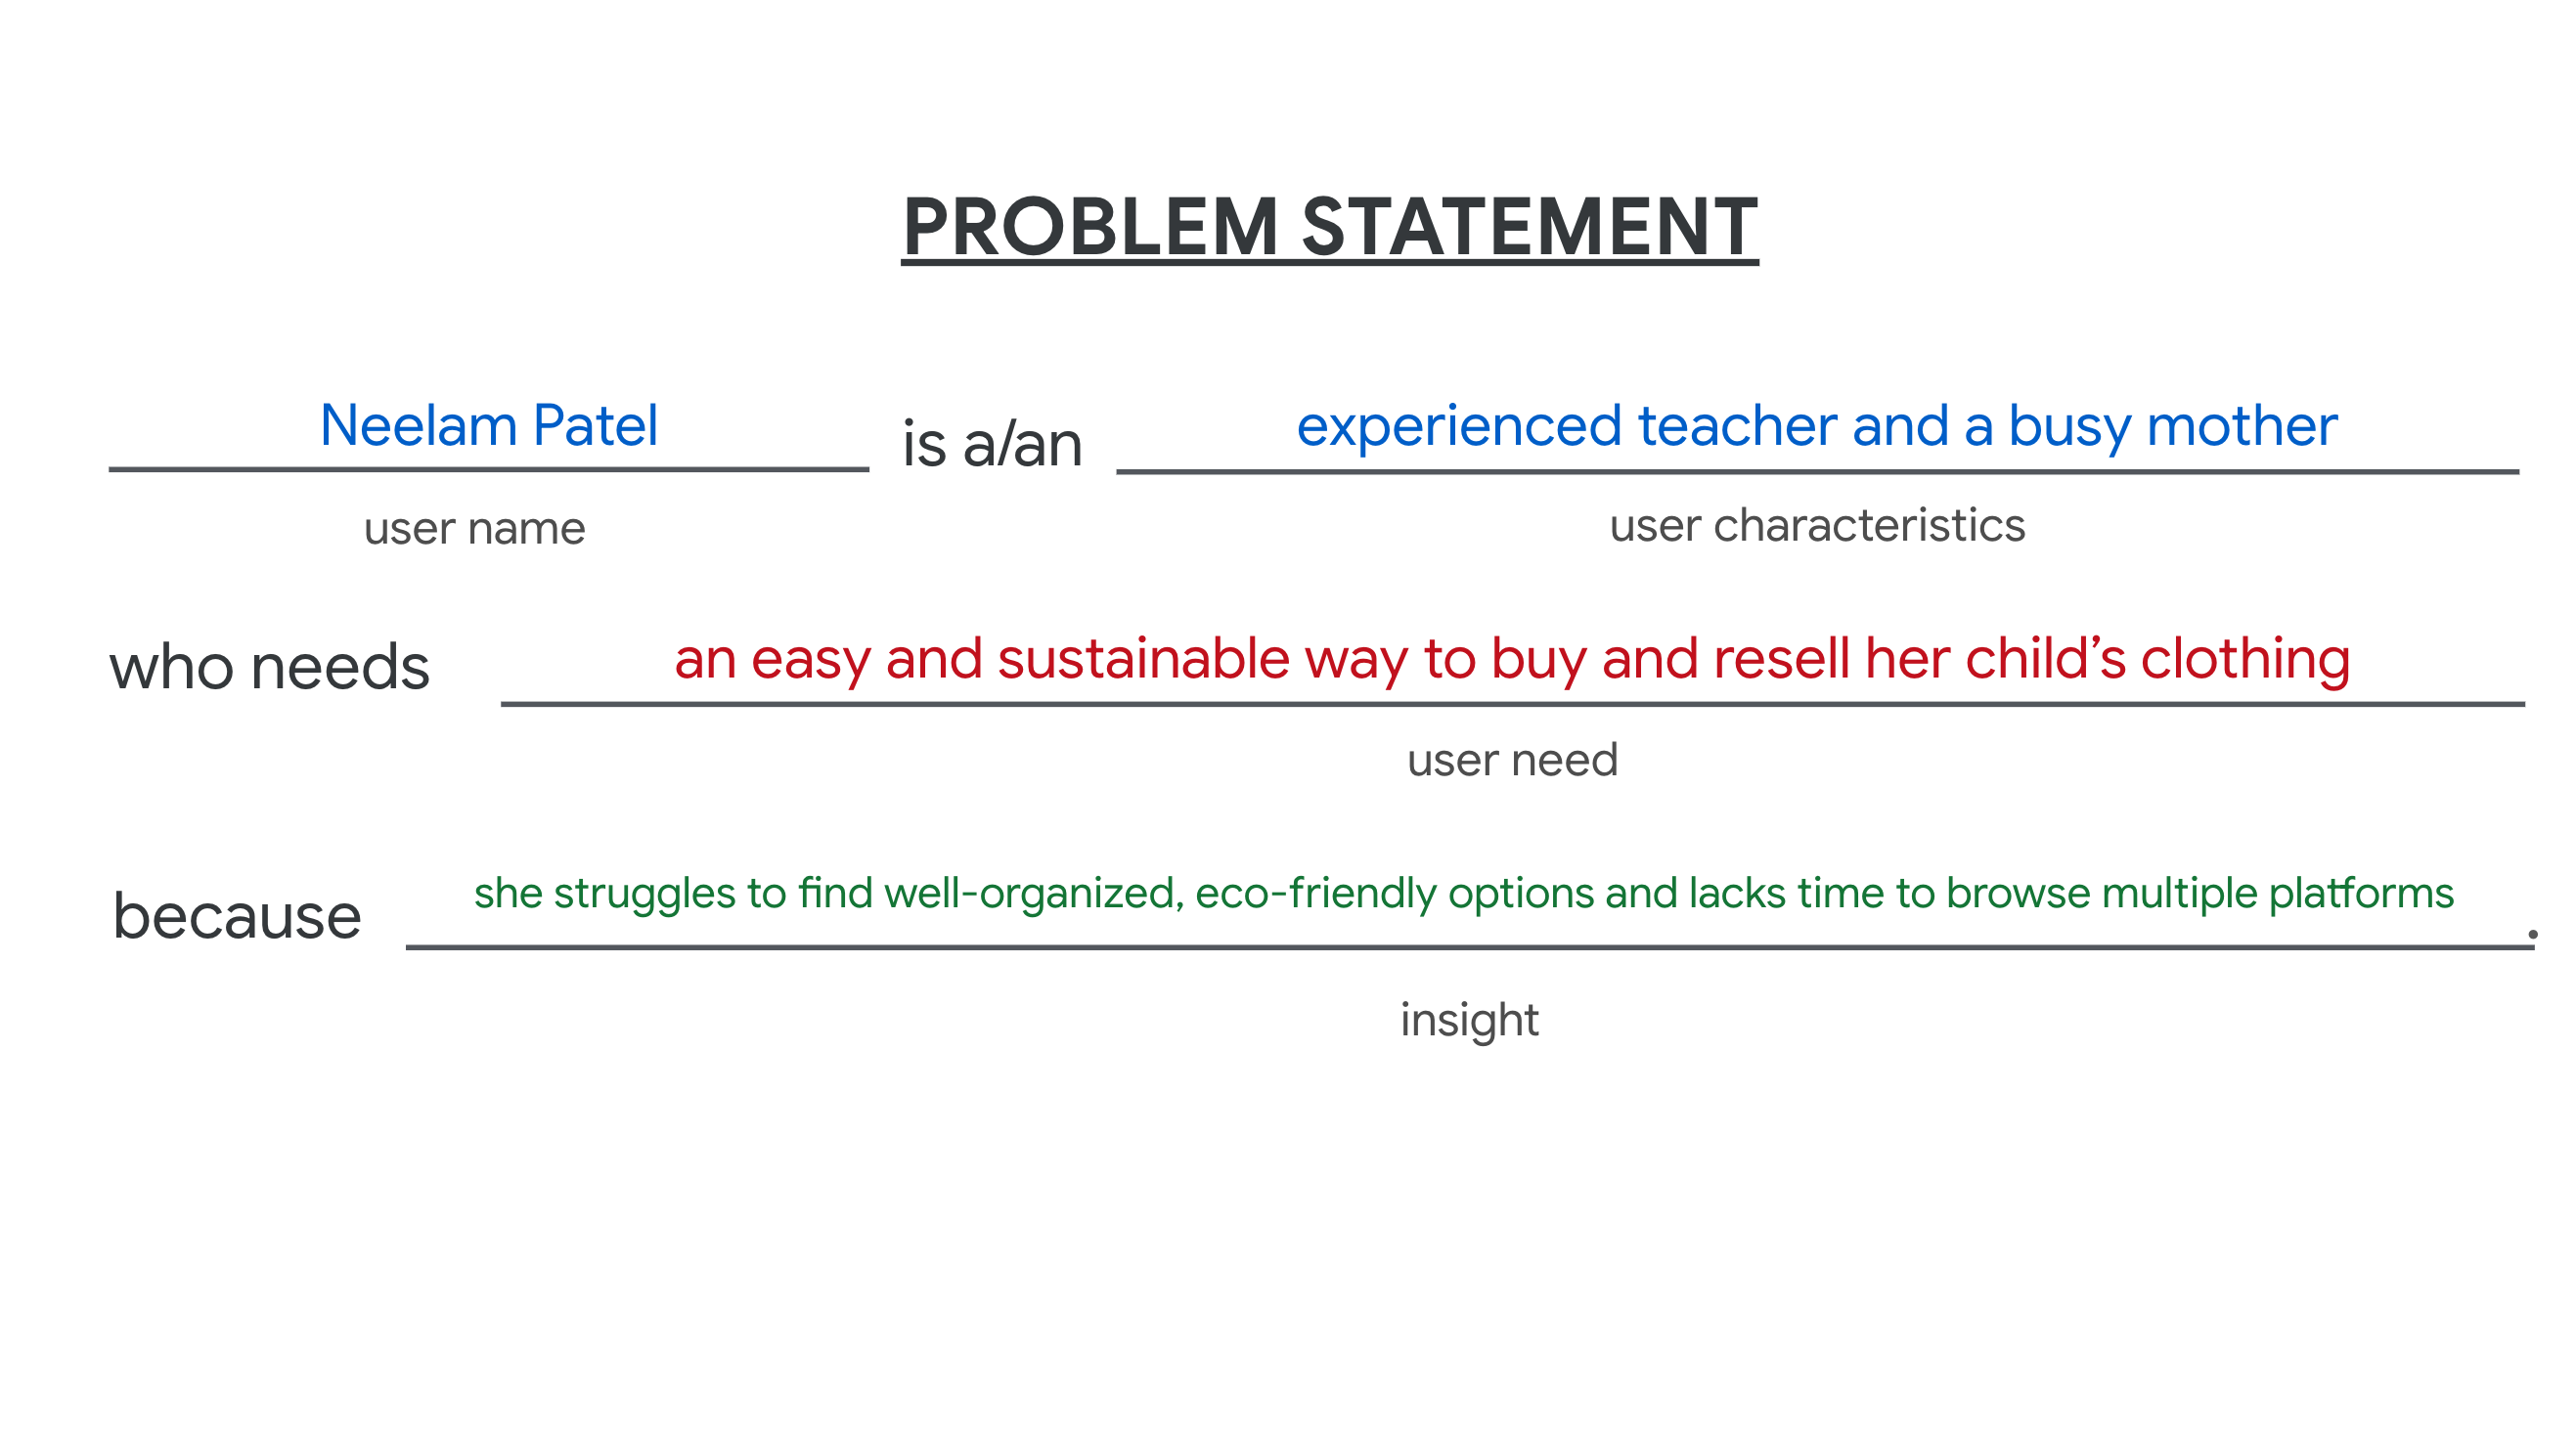 PROBLEM STATEMENT
Neelam Patel is a/an experienced teacher and a busy mother
user name user characteristics
who needs an easy and sustainable way to buy and resell her child’s clothing
user need
because she struggles to find well-organized, eco-friendly options and lacks time to browse multiple platforms.
insight